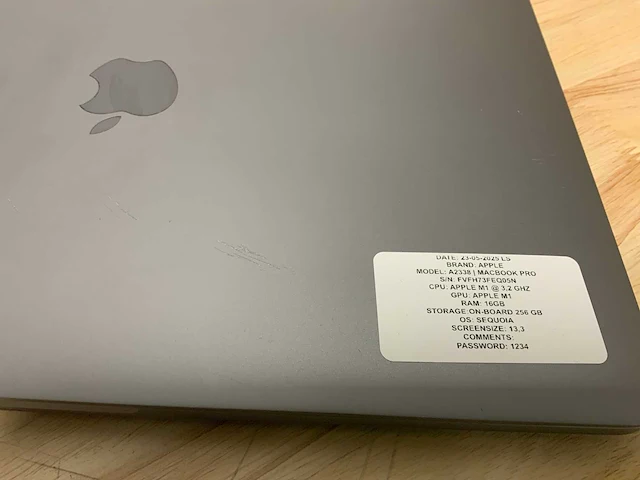 DATE: 23-05-2025 LS
BRAND: APPLE
MODEL: A2338 | MACBOOK PRO
S/N: FVFH73FEQ05N
CPU: APPLE M1 @ 3,2 GHZ
GPU: APPLE M1
RAM: 16GB
STORAGE:ON-BOARD 256 GB
OS: SEQUOIA
SCREENSIZE: 13,3
COMMENTS:
PASSWORD: 1234